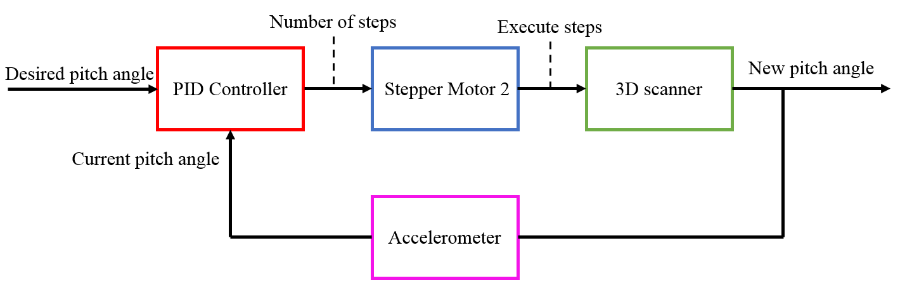 Number of steps
Execute steps
Desired pitch angle
New pitch angle
PID Controller
Stepper Motor 2
3D scanner
Current pitch angle
Accelerometer